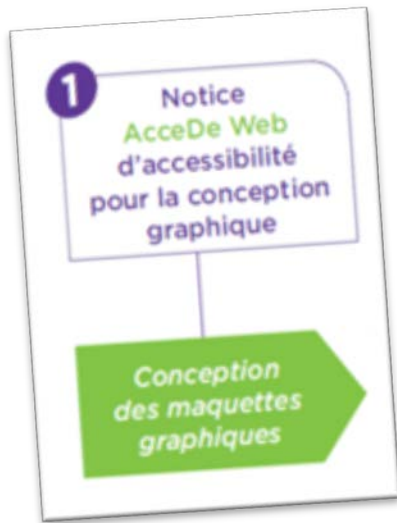 1
Notice
AcceDe Web
d'accessibilité
pour la conception
graphique
Conception
des maquettes
graphiques